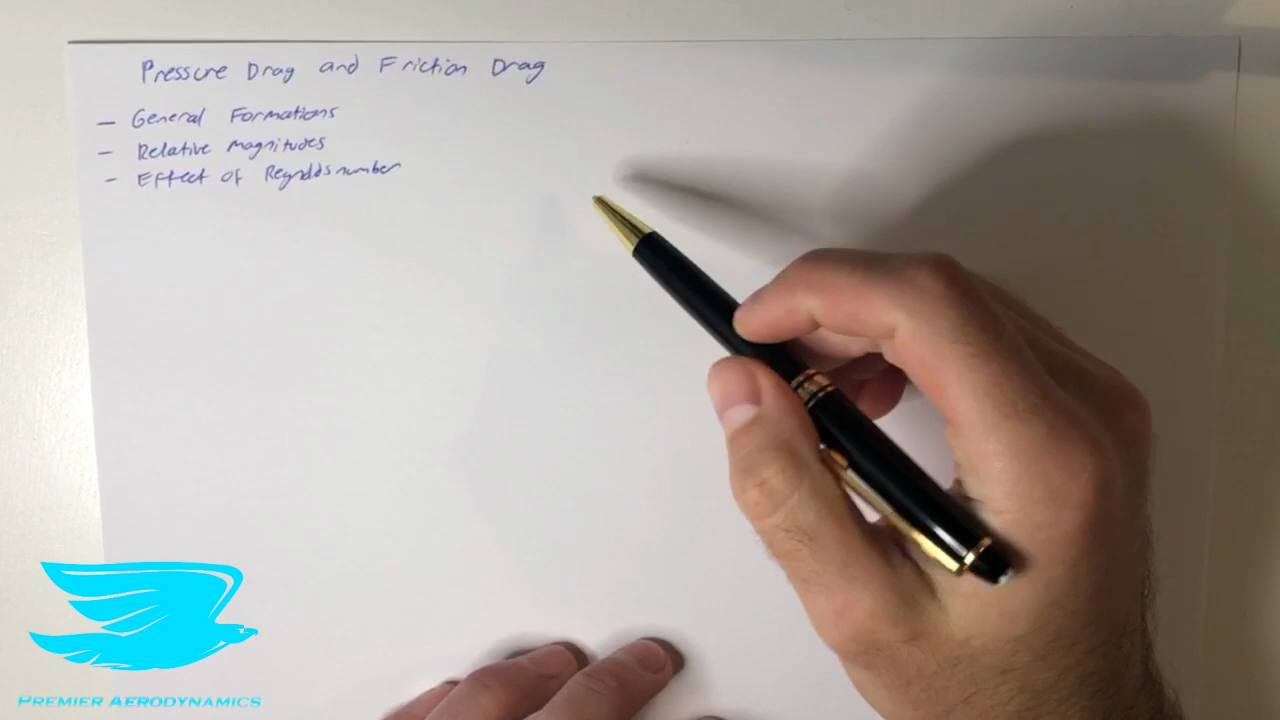 Pressure Drag and Friction Drag
- General Formations
- Relative magnitudes
- Effect of Reynolds number
PREMIER AERODYNAMICS